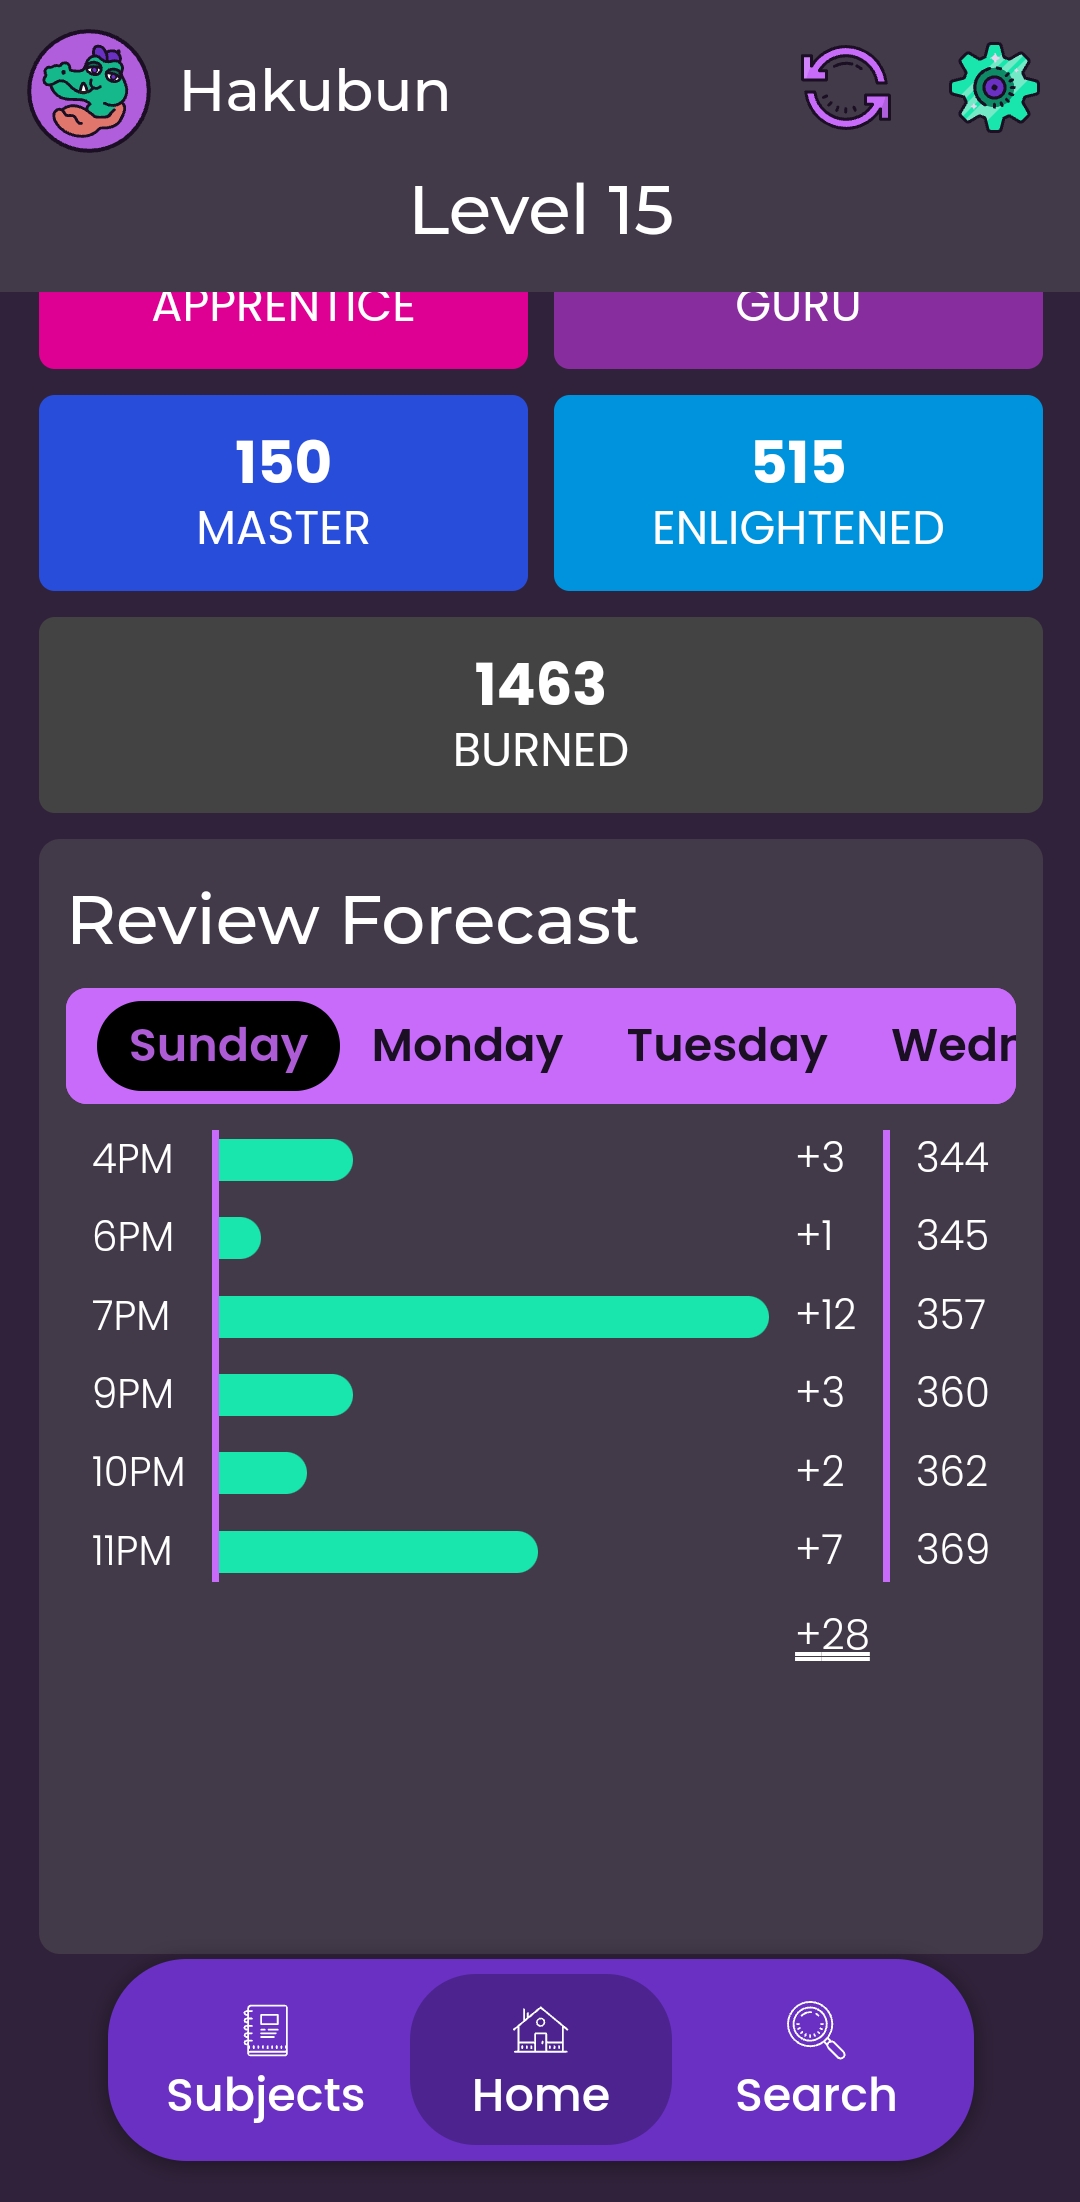 Hakubun
Level 15
APPRENTICE GURU
150 515
MASTER ENLIGHTENED
1463
BURNED
Review Forecast
Sunday Monday Tuesday
4PM +3 344
6PM +1 345
7PM +12 357
9PM +3 360
10PM +2 362
11PM +7 369
+28
Subjects Home Search